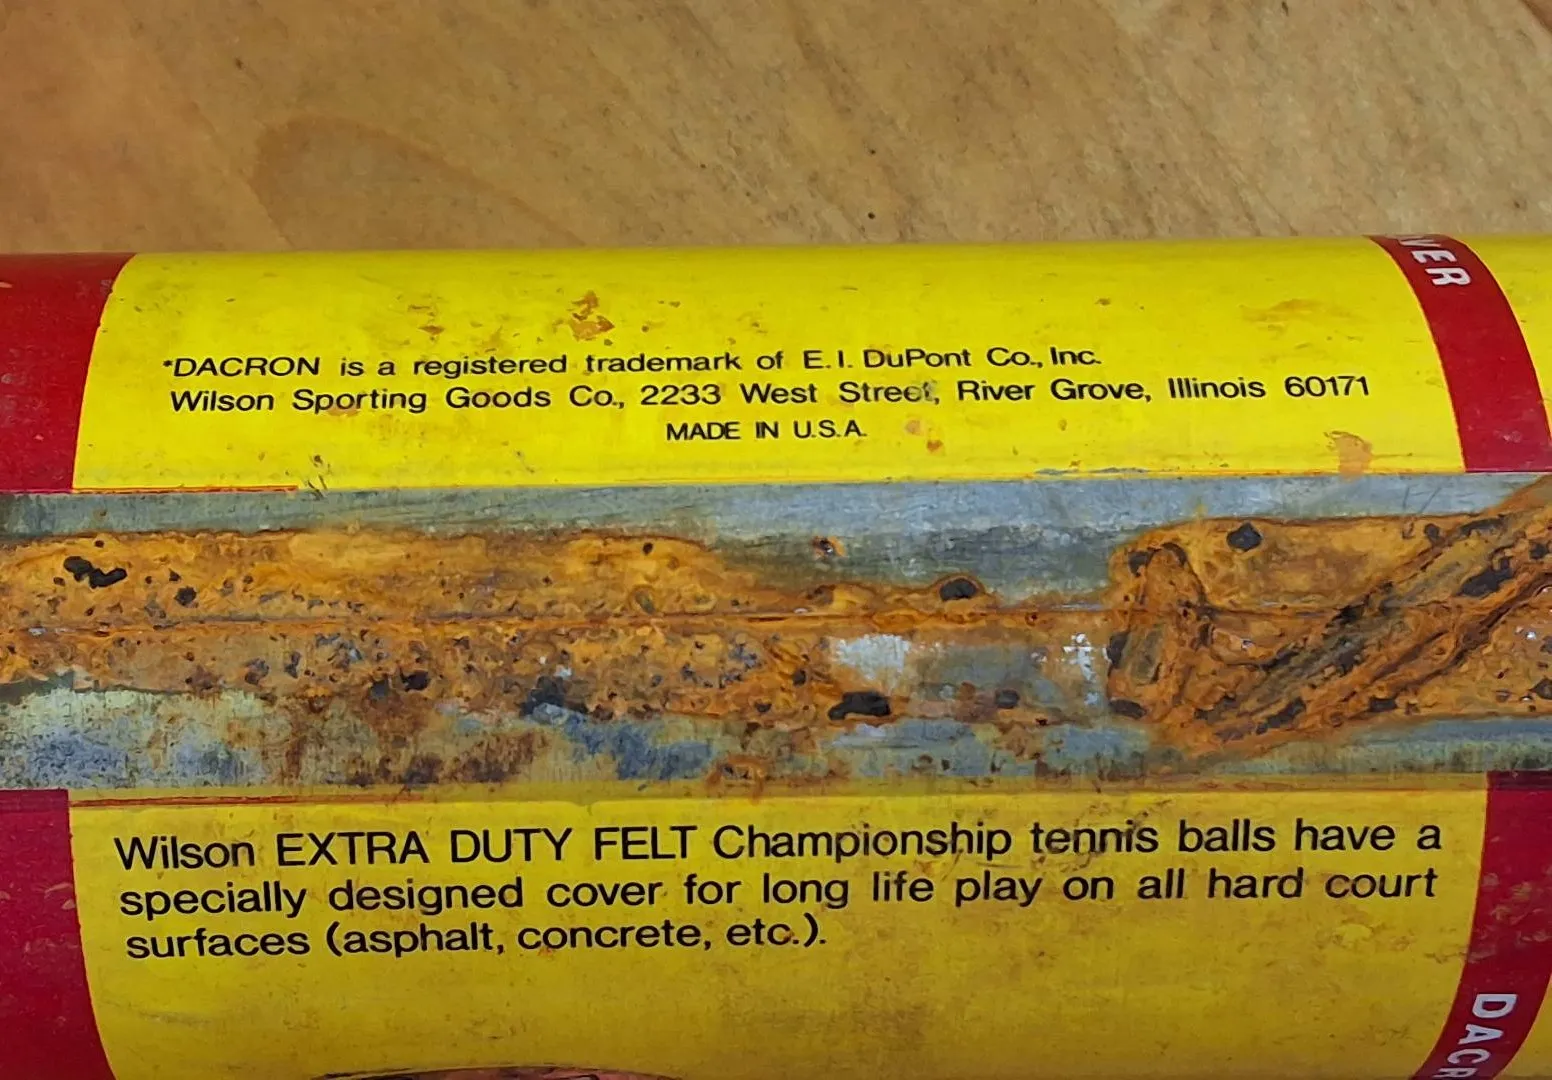 VER
*DACRON is a registered trademark of E.I. DuPont Co., Inc.
Wilson Sporting Goods Co., 2233 West Street, River Grove, Illinois 60171
MADE IN U.S.A.
Wilson EXTRA DUTY FELT Championship tennis balls have a
specially designed cover for long life play on all hard court
surfaces (asphalt, concrete, etc.).
DACR